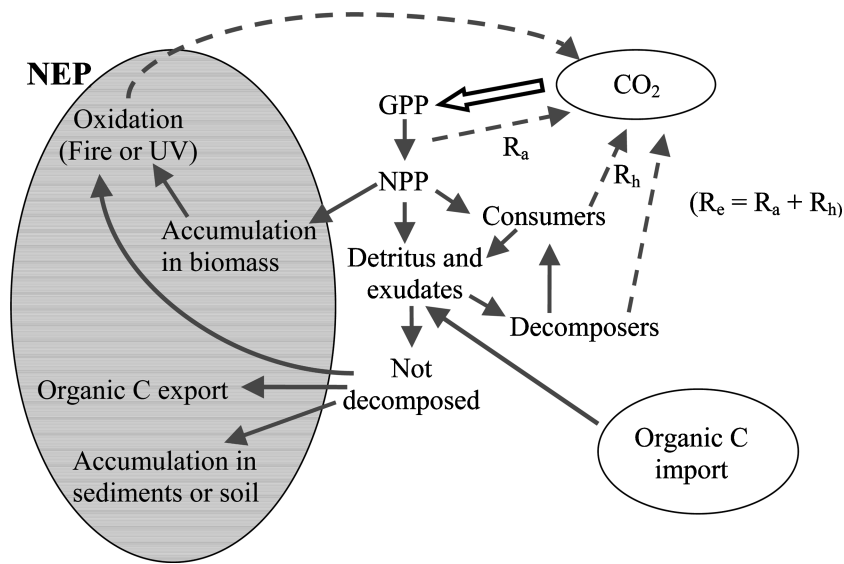 NEP
CO₂
GPP
Oxidation
(Fire or UV)
Rₐ
NPP
Rₕ
(Rₑ = Rₐ + Rₕ)
Consumers
Accumulation
in biomass
Detritus and
exudates
Decomposers
Not
decomposed
Organic C export
Organic C
import
Accumulation in
sediments or soil